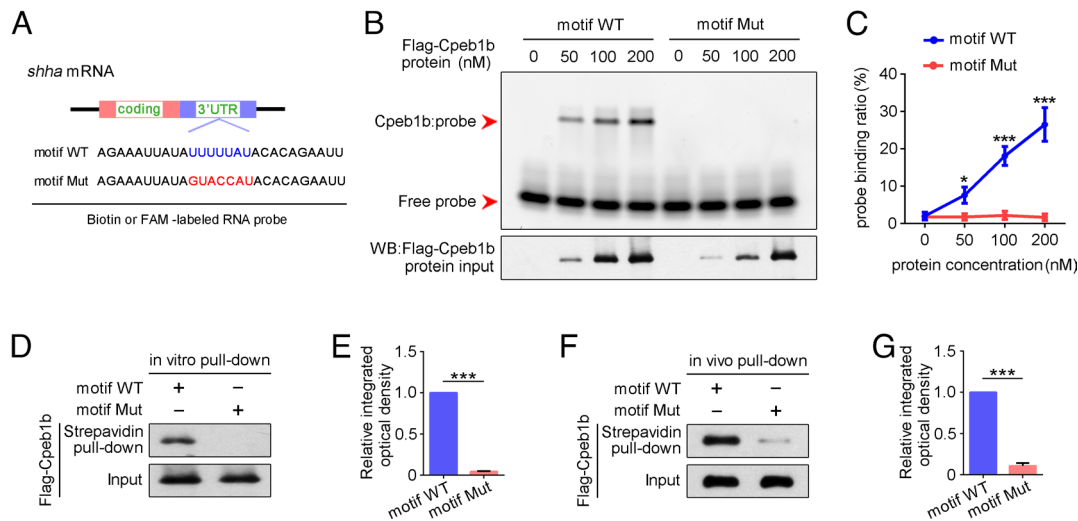 A
shha mRNA
coding
3'UTR
motif WT AGAAAUUAUAUUUUUAUACACAGAAUU
motif Mut AGAAAUUAUAGUACCAUACACAGAAUU
Biotin or FAM -labeled RNA probe
B
motif WT motif Mut
Flag-Cpeb1b protein (nM)
0 50 100 200 0 50 100 200
Cpeb1b:probe
Free probe
WB:Flag-Cpeb1b
protein input
C
motif WT
motif Mut
probe binding ratio (%)
40
30
20
10
0
*
***
***
0 50 100 200
protein concentration(nM)
D
in vitro pull-down
motif WT + –
motif Mut – +
Flag-Cpeb1b
Strepavidin
pull-down
Input
E
Relative integrated
optical density
1.5
1.0
0.5
0
***
motif WT
motif Mut
F
in vivo pull-down
motif WT + –
motif Mut – +
Flag-Cpeb1b
Strepavidin
pull-down
Input
G
Relative integrated
optical density
1.5
1.0
0.5
0
***
motif WT
motif Mut